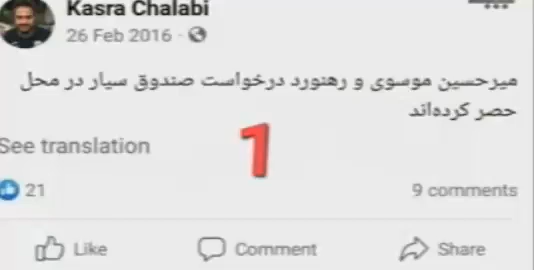 Kasra Chalabi
26 Feb 2016 ·
میرحسین موسوی و رهنورد درخواست صندوق سیار در محل
حصر کرده‌اند
See translation
1
21
9 comments
Like
Comment
Share